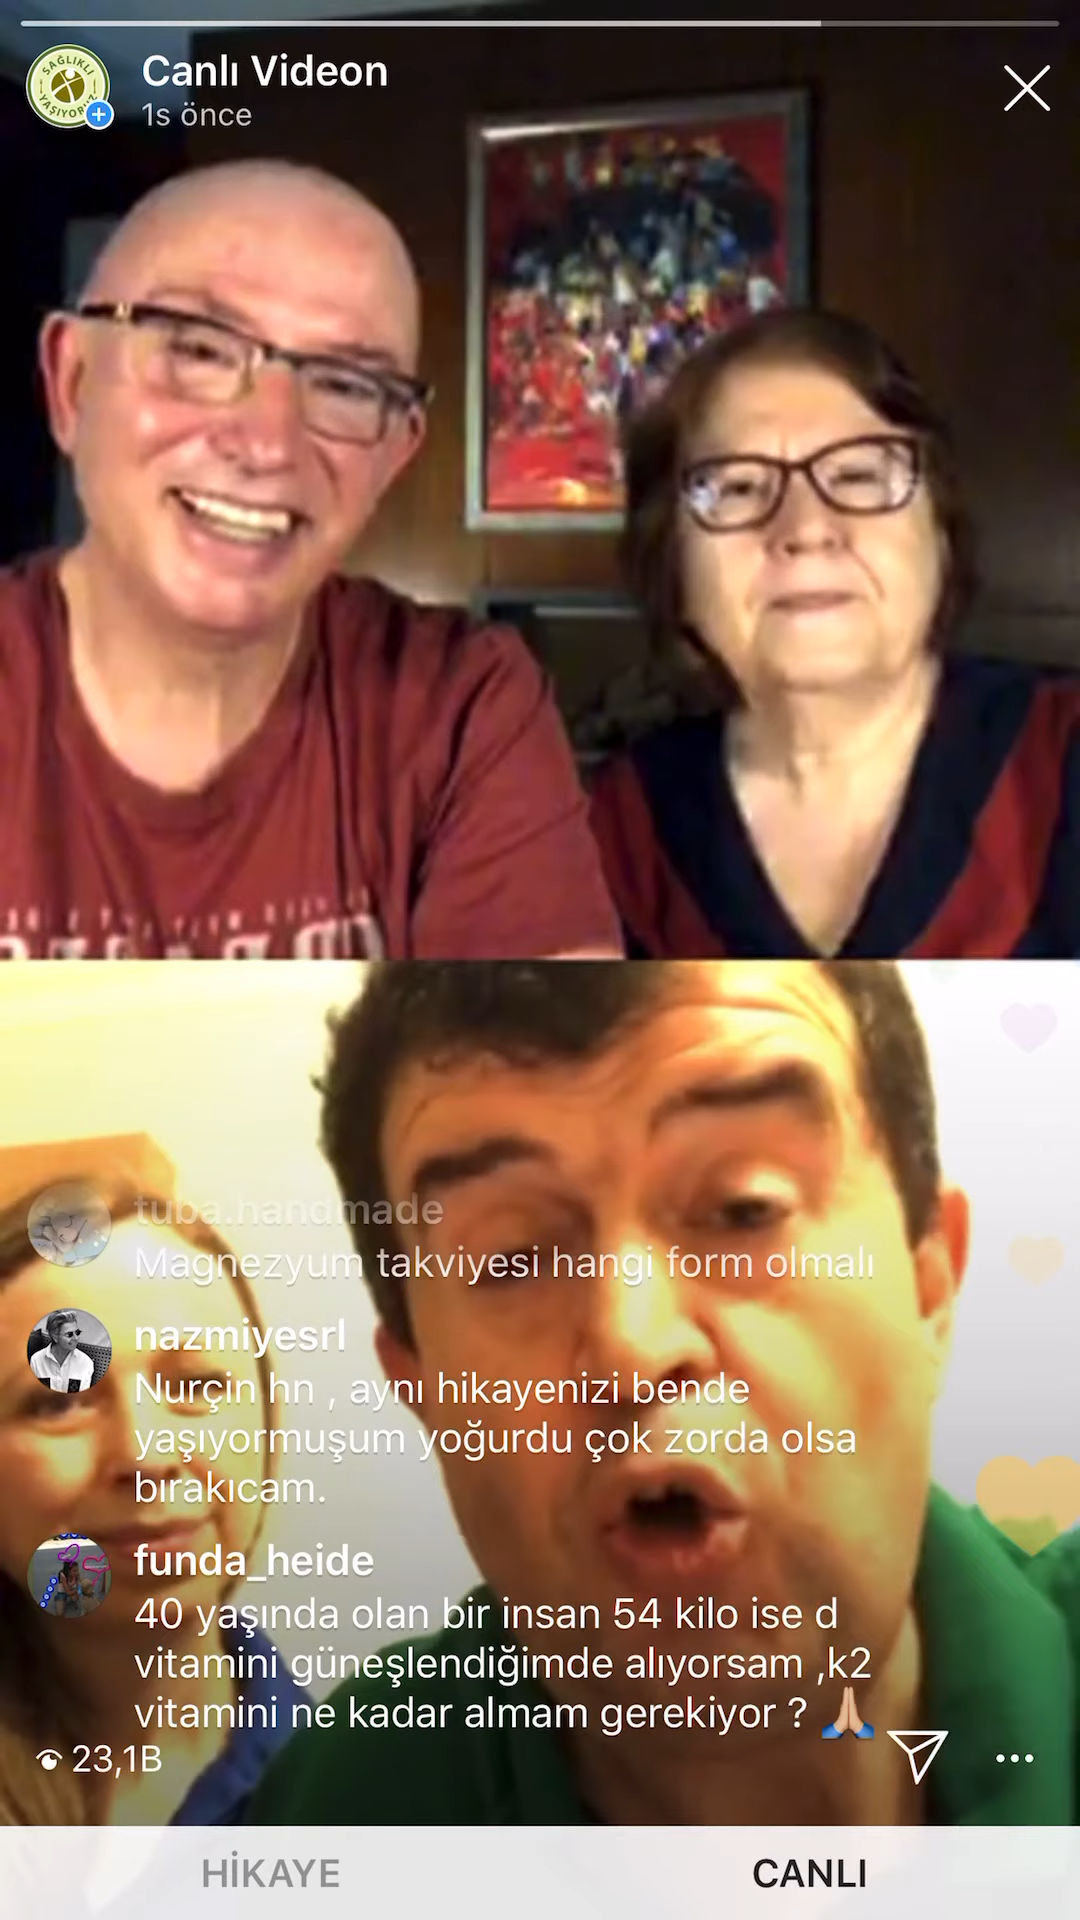 SAĞLIKLI
YAŞIYORUZ
Canlı Videon
1s önce
tuba.handmade
Magnezyum takviyesi hangi form olmalı
nazmiyesrl
Nurçin hn , aynı hikayenizi bende
yaşıyormuşum yoğurdu çok zorda olsa
bırakıcam.
funda_heide
40 yaşında olan bir insan 54 kilo ise d
vitamini güneşlendiğimde alıyorsam ,k2
vitamini ne kadar almam gerekiyor ? 🙏🏼
23,1B
HİKAYE
CANLI